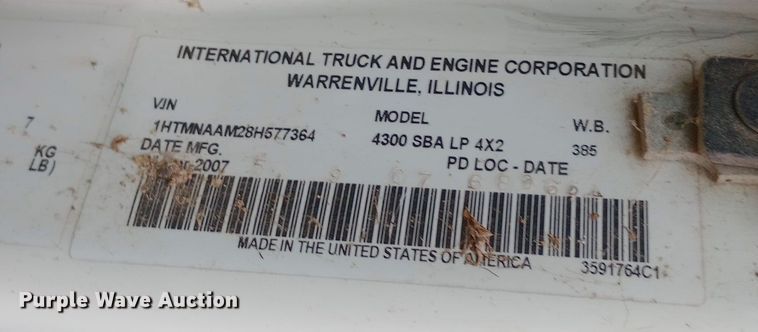 INTERNATIONAL TRUCK AND ENGINE CORPORATION
WARRENVILLE, ILLINOIS
VIN MODEL W.B.
1HTMNAAM28H577364 4300 SBA LP 4X2 385
DATE MFG. PD LOC - DATE
2007
MADE IN THE UNITED STATES OF AMERICA 3591764C1
7
KG
LB)
Purple Wave Auction